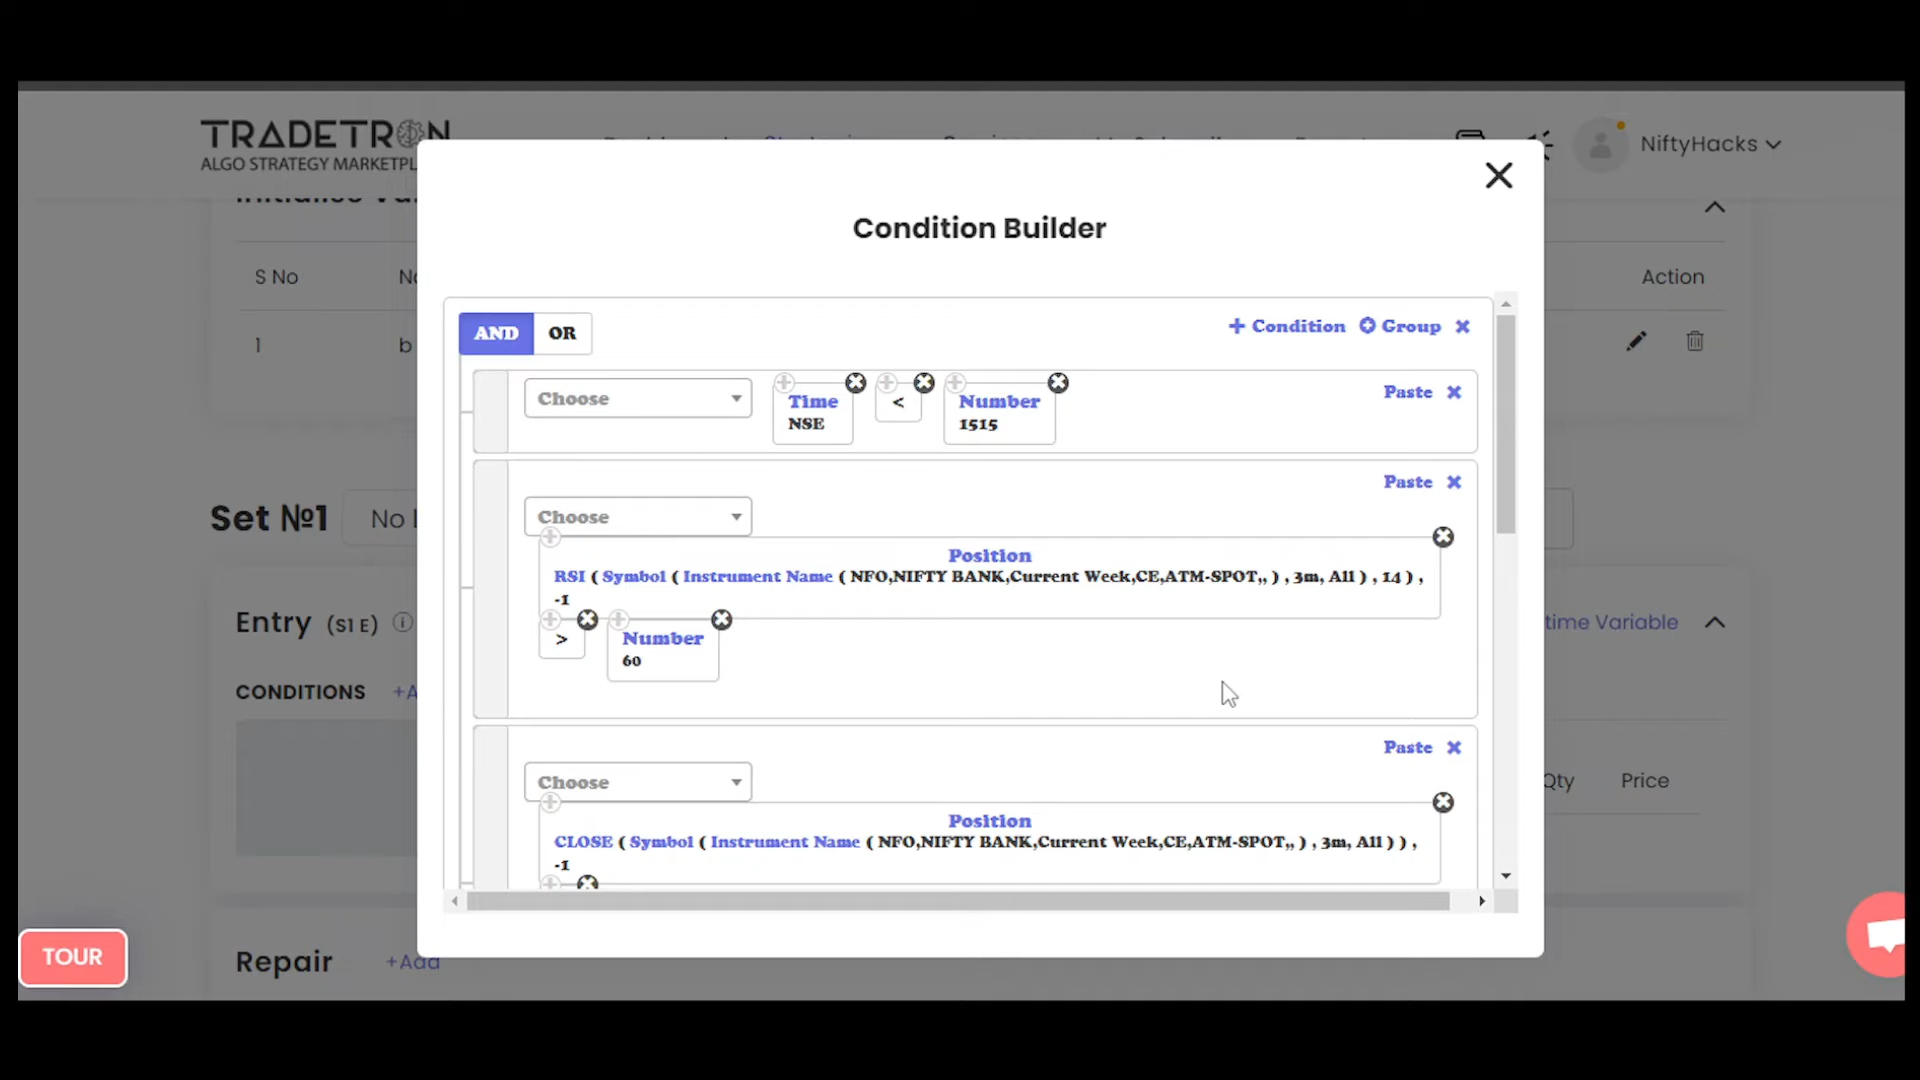 TRADETRON
ALGO STRATEGY MARKETPL
NiftyHacks
Condition Builder
S No
Action
AND OR
+ Condition Group
1
b
Choose
Time
NSE
<
Number
1515
Paste
Paste
Choose
Set №1
No
Position
RSI ( Symbol ( Instrument Name ( NFO,NIFTY BANK,Current Week,CE,ATM-SPOT,, ) , 3m, All ) , 14 ) ,
-1
>
Number
60
Entry (S1 E)
time Variable
CONDITIONS +A
Paste
Choose
Qty Price
Position
CLOSE ( Symbol ( Instrument Name ( NFO,NIFTY BANK,Current Week,CE,ATM-SPOT,, ) , 3m, All ) ) ,
-1
TOUR
Repair +Add